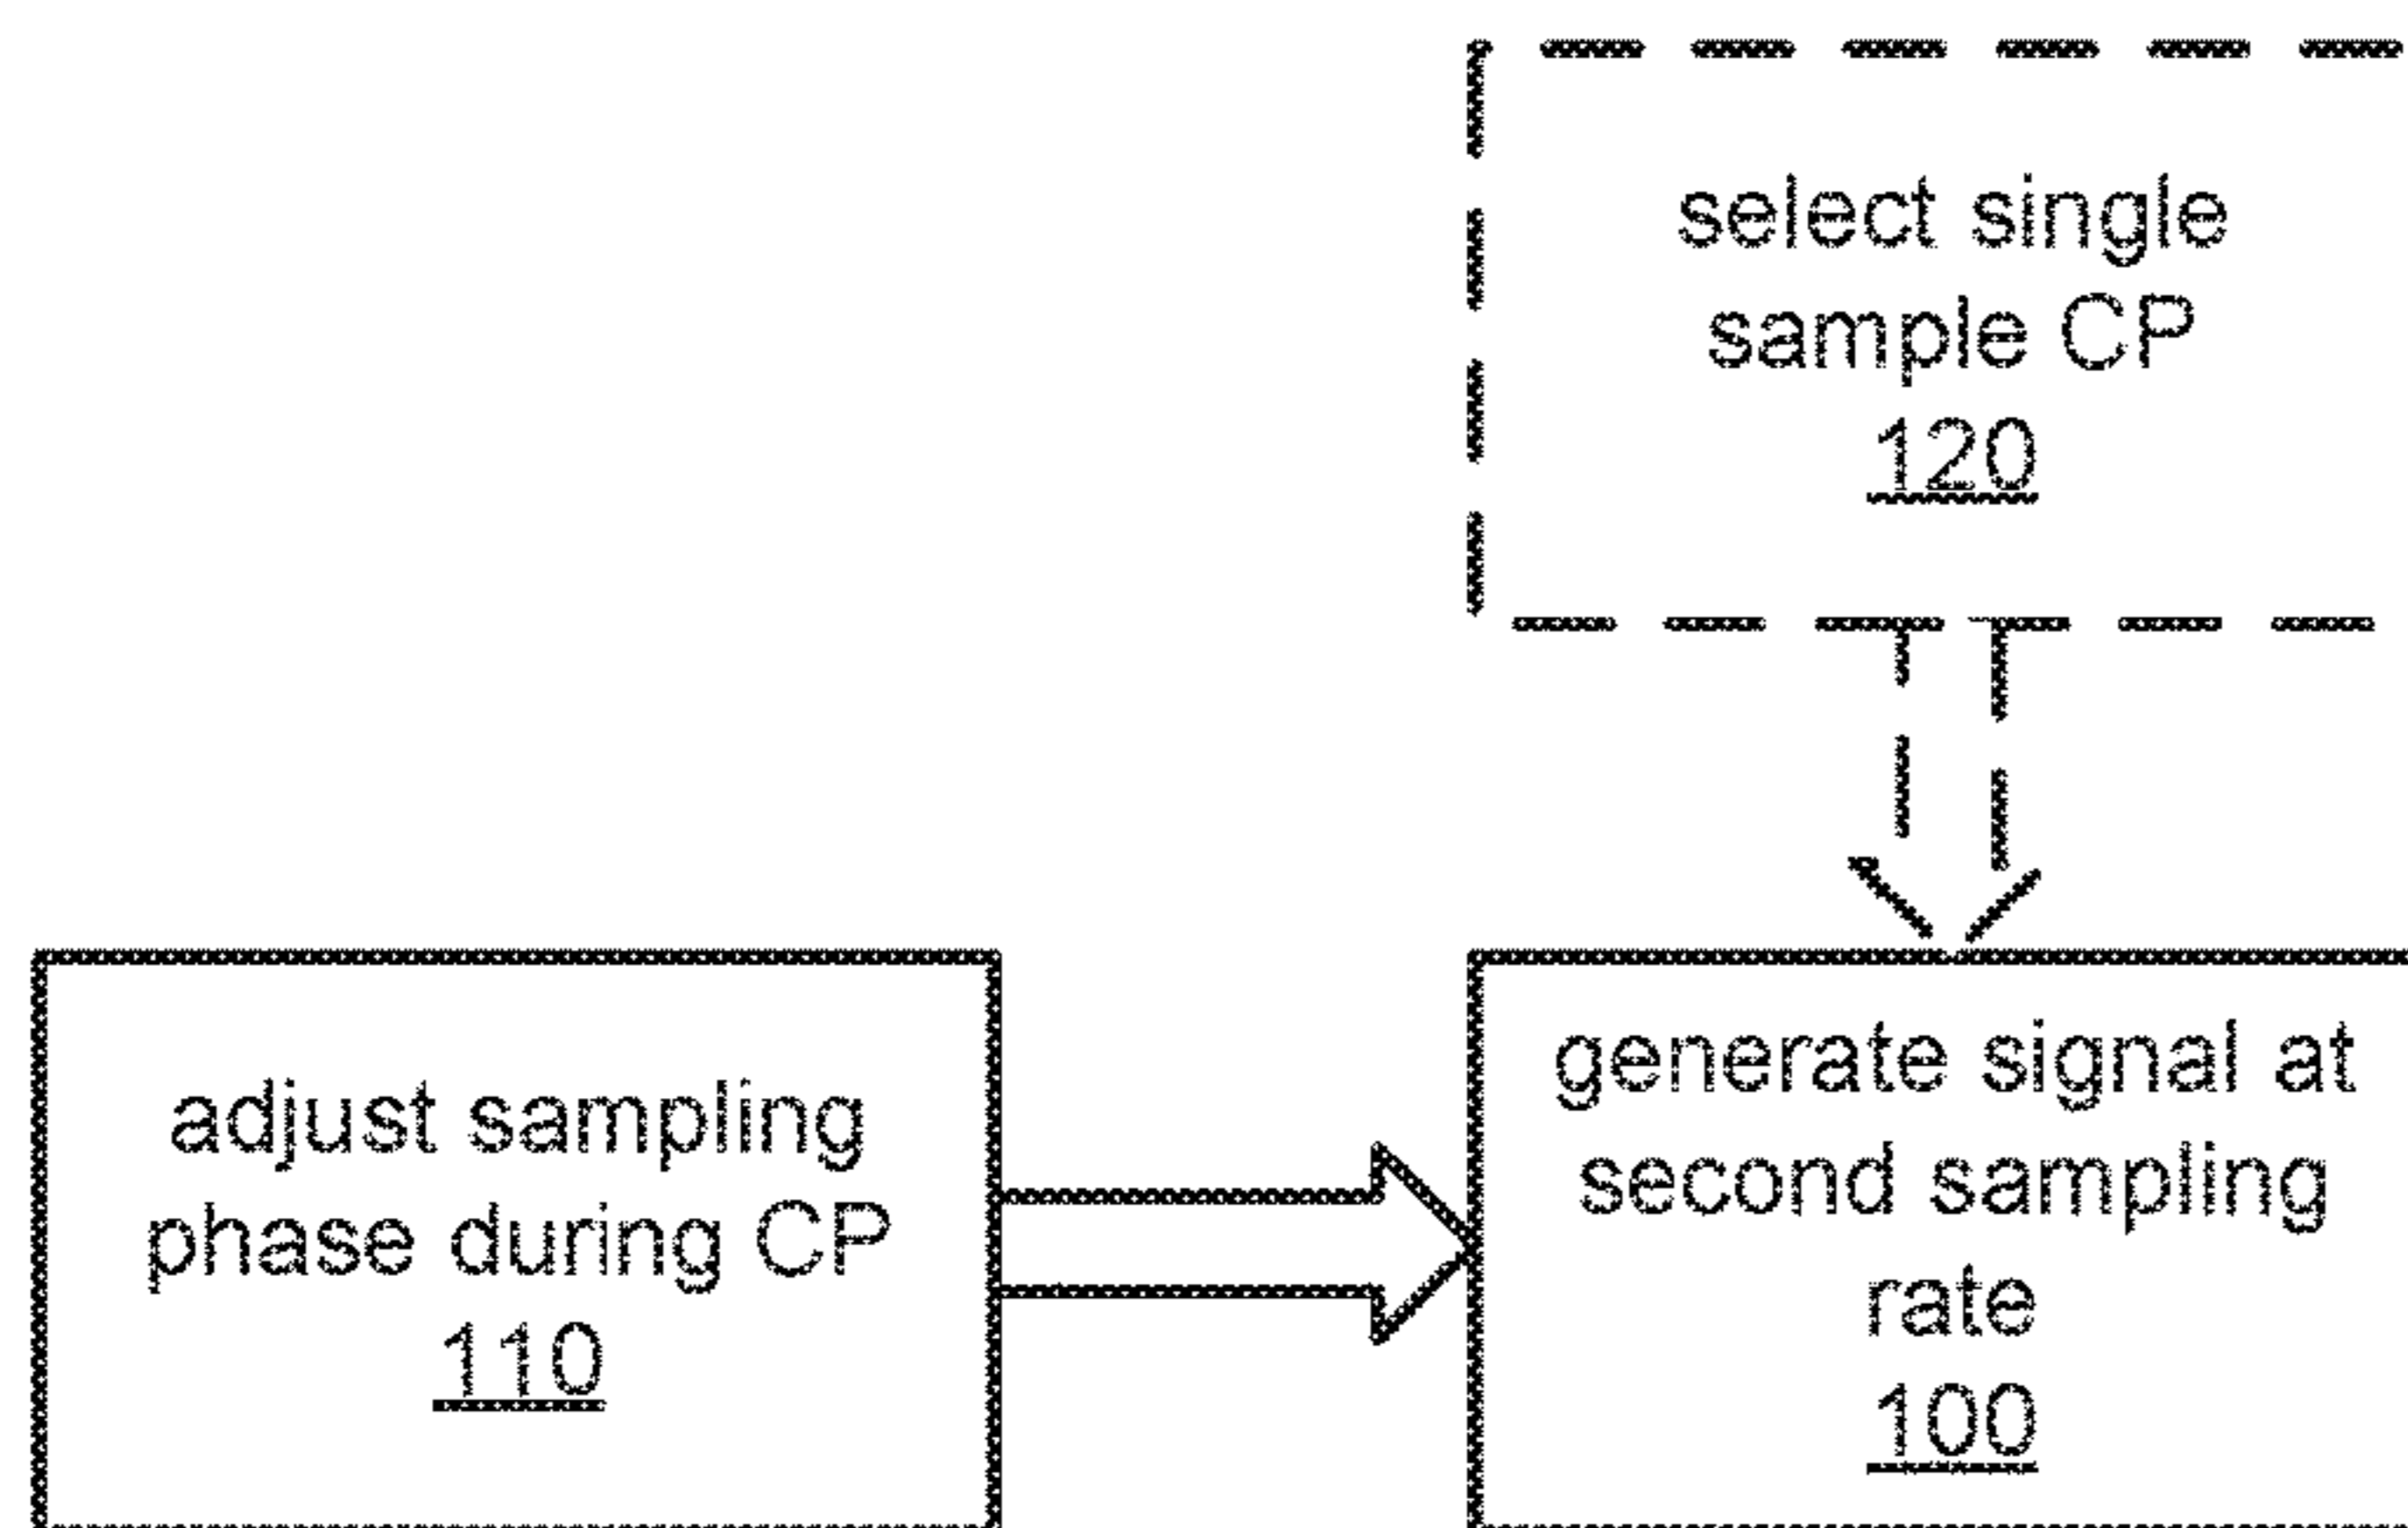 select single
sample CP
120
adjust sampling
phase during CP
110
generate signal at
second sampling
rate
100